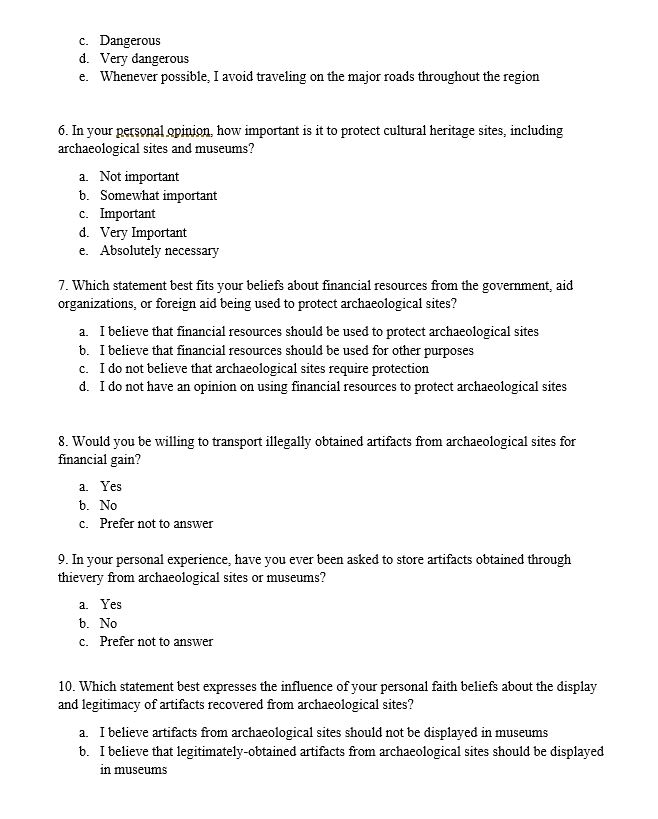 c. Dangerous
d. Very dangerous
e. Whenever possible, I avoid traveling on the major roads throughout the region
6. In your personal opinion, how important is it to protect cultural heritage sites, including
archaeological sites and museums?
a. Not important
b. Somewhat important
c. Important
d. Very Important
e. Absolutely necessary
7. Which statement best fits your beliefs about financial resources from the government, aid
organizations, or foreign aid being used to protect archaeological sites?
a. I believe that financial resources should be used to protect archaeological sites
b. I believe that financial resources should be used for other purposes
c. I do not believe that archaeological sites require protection
d. I do not have an opinion on using financial resources to protect archaeological sites
8. Would you be willing to transport illegally obtained artifacts from archaeological sites for
financial gain?
a. Yes
b. No
c. Prefer not to answer
9. In your personal experience, have you ever been asked to store artifacts obtained through
thievery from archaeological sites or museums?
a. Yes
b. No
c. Prefer not to answer
10. Which statement best expresses the influence of your personal faith beliefs about the display
and legitimacy of artifacts recovered from archaeological sites?
a. I believe artifacts from archaeological sites should not be displayed in museums
b. I believe that legitimately-obtained artifacts from archaeological sites should be displayed
in museums